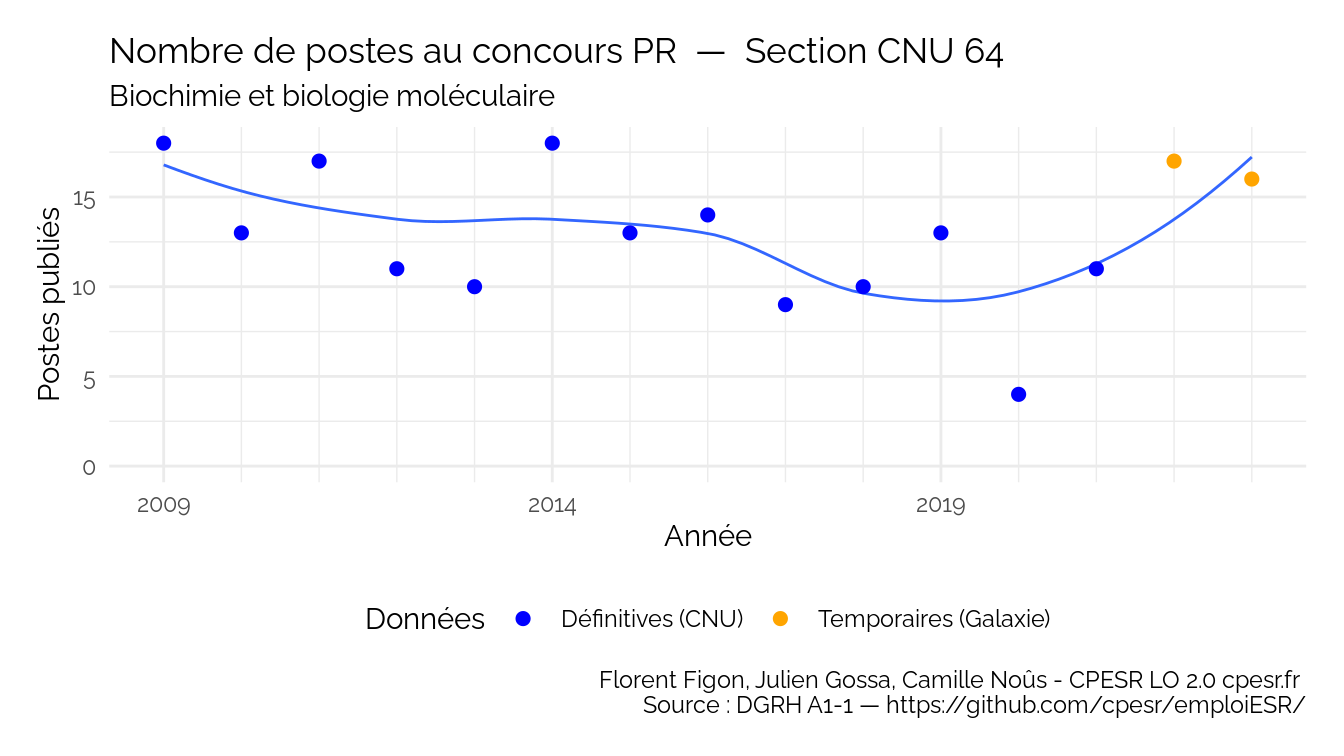 Nombre de postes au concours PR — Section CNU 64
Biochimie et biologie moléculaire
Postes publiés
15
10
5
0
2009 2014 2019
Année
Données Définitives (CNU) Temporaires (Galaxie)
Florent Figon, Julien Gossa, Camille Noûs - CPESR LO 2.0 cpesr.fr
Source : DGRH A1-1 — https://github.com/cpesr/emploiESR/